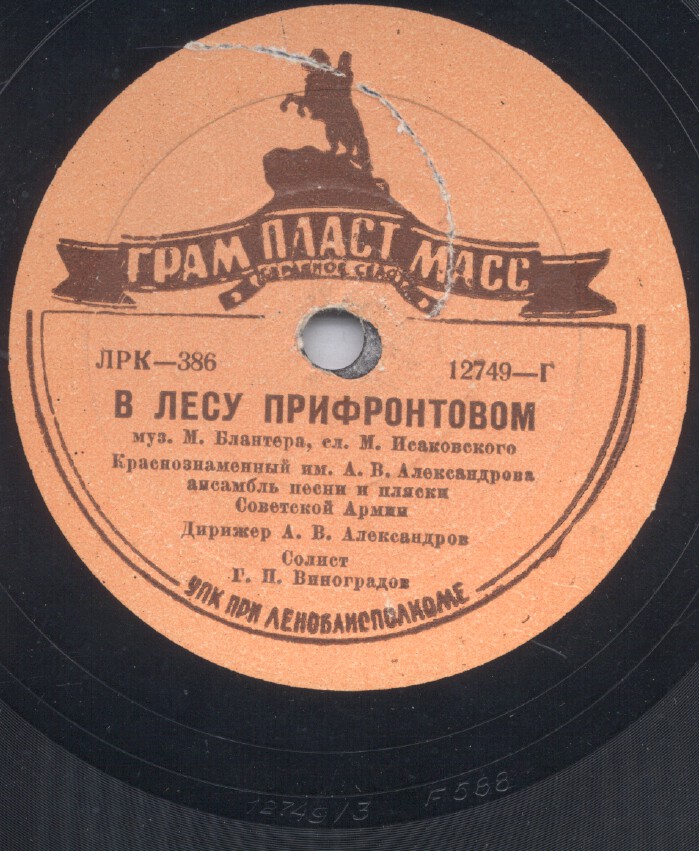 ГРАМ ПЛАСТ МАСС
ЛРК—386
12749—Г
В ЛЕСУ ПРИФРОНТОВОМ
муз. М. Блантера, сл. М. Исаковского
Краснознаменный им. А. В. Александрова
ансамбль песни и пляски
Советской Армии
Дирижер А. В. Александров
Солист
Г. П. Виноградов
УПК ПРИ ЛЕНОБЛИСПОЛКОМЕ
12749/3 F588